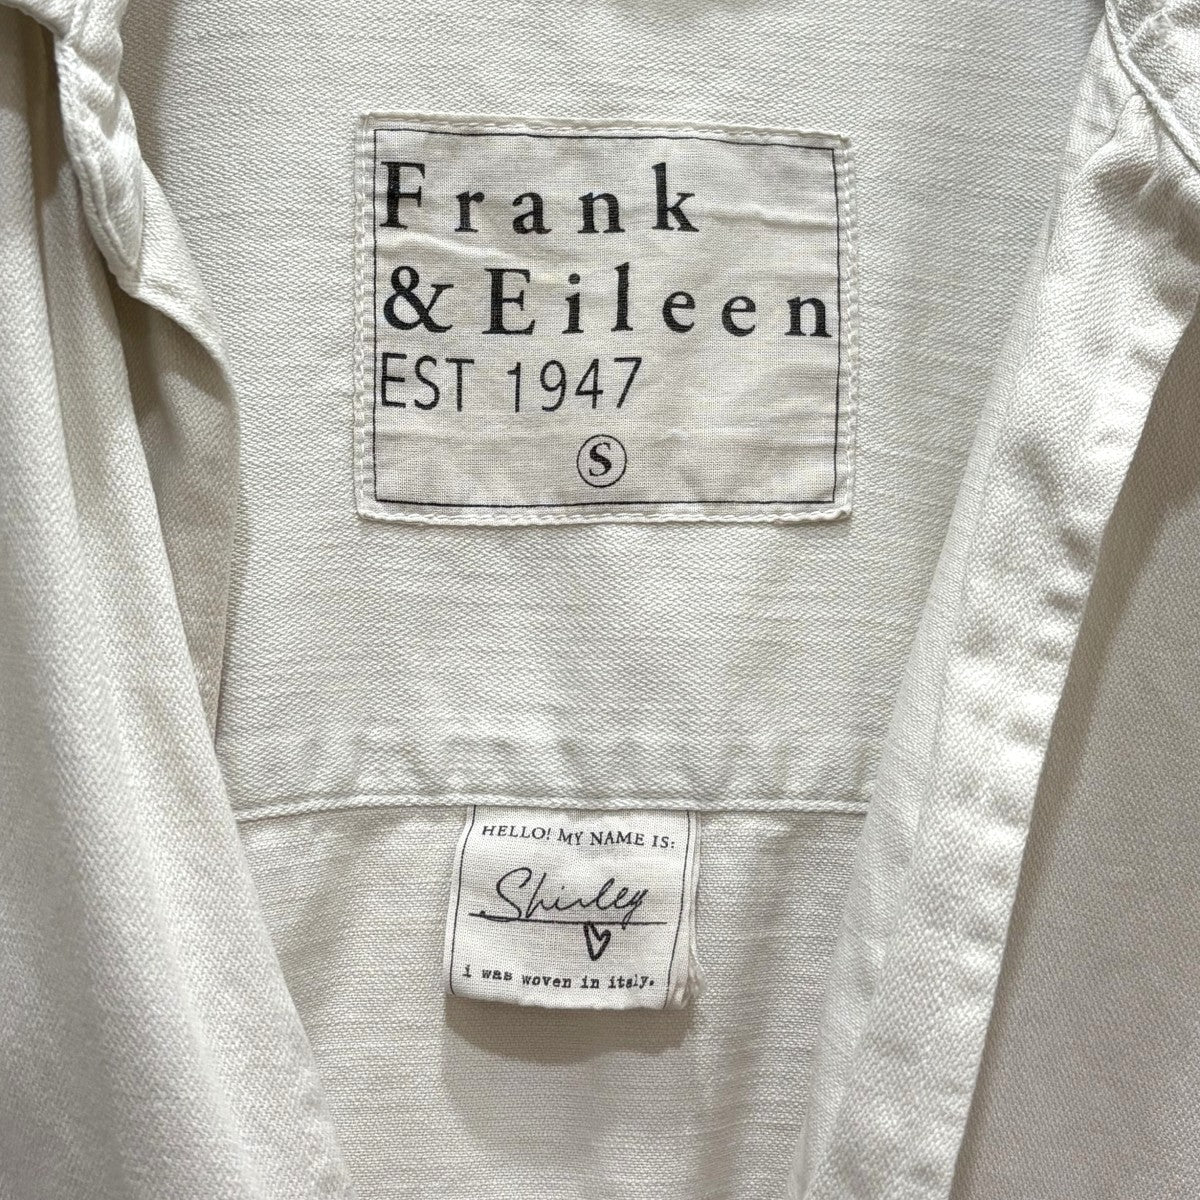 Frank
& Eileen
EST 1947
S
HELLO! MY NAME IS:
Shirley
i was woven in italy.